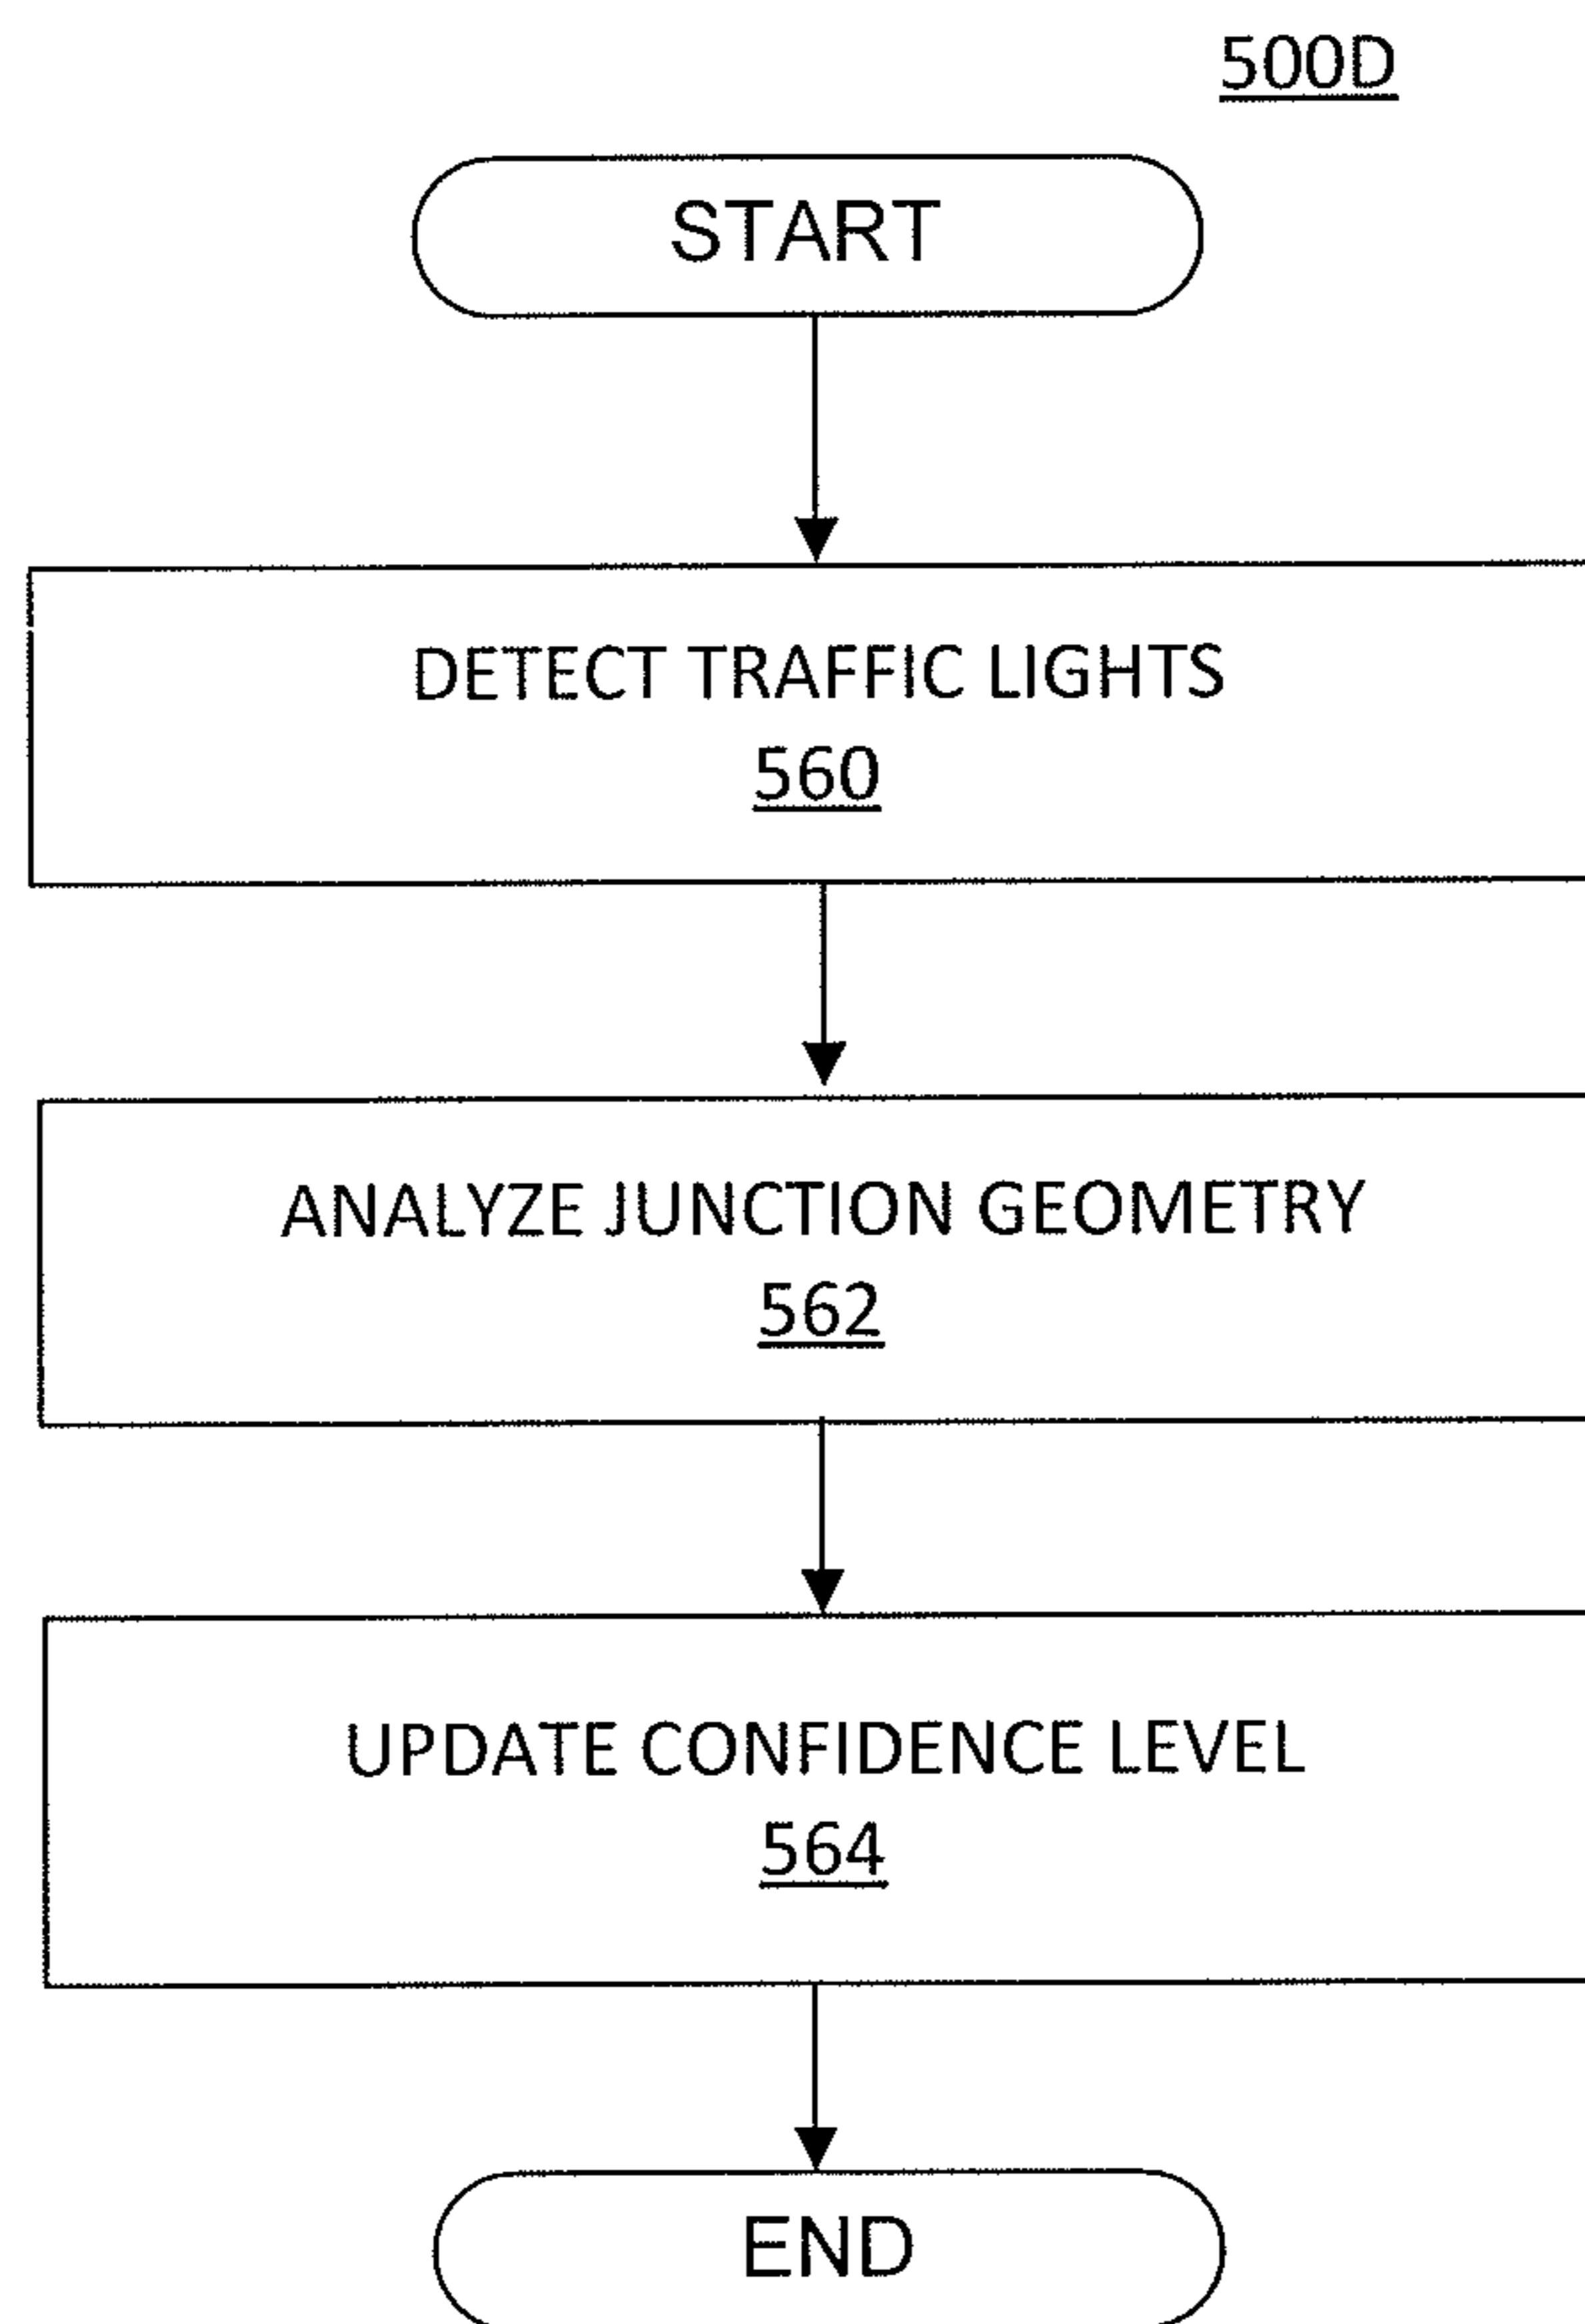 500D
START
DETECT TRAFFIC LIGHTS
560
ANALYZE JUNCTION GEOMETRY
562
UPDATE CONFIDENCE LEVEL
564
END